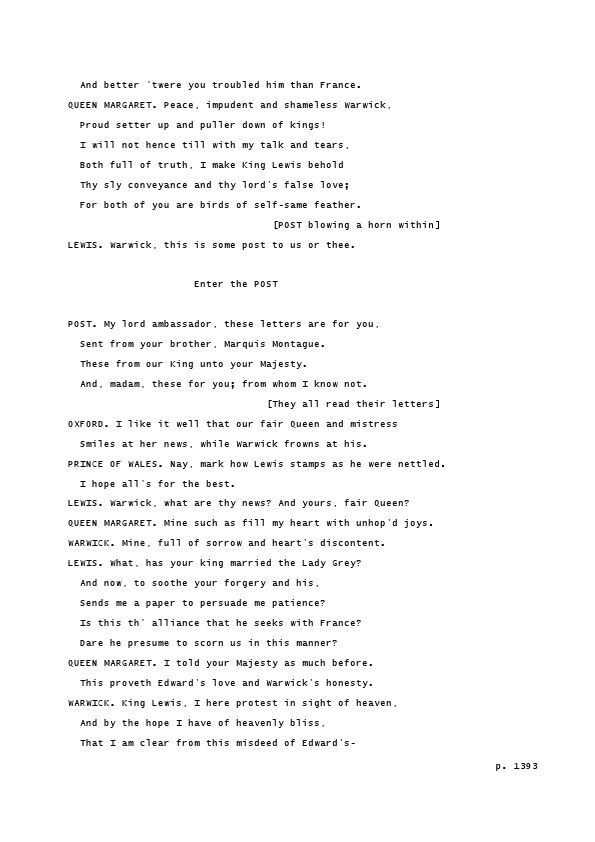 And better 'twere you troubled him than France.
QUEEN MARGARET. Peace, impudent and shameless Warwick,
Proud setter up and puller down of kings!
I will not hence till with my talk and tears,
Both full of truth, I make King Lewis behold
Thy sly conveyance and thy lord's false love;
For both of you are birds of self-same feather.
[POST blowing a horn within]
LEWIS. Warwick, this is some post to us or thee.
Enter the POST
POST. My lord ambassador, these letters are for you,
Sent from your brother, Marquis Montague.
These from our King unto your Majesty.
And, madam, these for you; from whom I know not.
[They all read their letters]
OXFORD. I like it well that our fair Queen and mistress
Smiles at her news, while Warwick frowns at his.
PRINCE OF WALES. Nay, mark how Lewis stamps as he were nettled.
I hope all's for the best.
LEWIS. Warwick, what are thy news? And yours, fair Queen?
QUEEN MARGARET. Mine such as fill my heart with unhop'd joys.
WARWICK. Mine, full of sorrow and heart's discontent.
LEWIS. What, has your king married the Lady Grey?
And now, to soothe your forgery and his,
Sends me a paper to persuade me patience?
Is this th' alliance that he seeks with France?
Dare he presume to scorn us in this manner?
QUEEN MARGARET. I told your Majesty as much before.
This proveth Edward's love and Warwick's honesty.
WARWICK. King Lewis, I here protest in sight of heaven,
And by the hope I have of heavenly bliss,
That I am clear from this misdeed of Edward's-
p. 1393